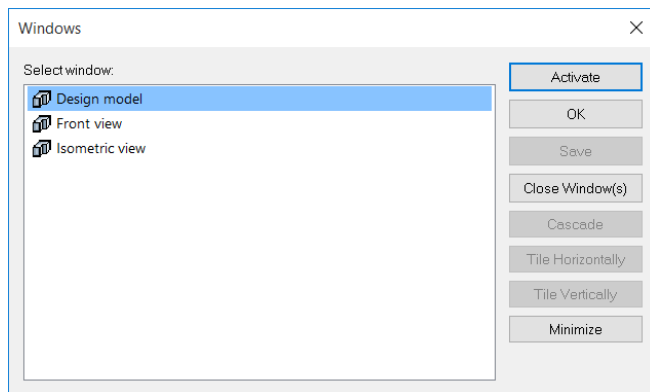 Windows
Select window:
Design model
Front view
Isometric view
Activate
OK
Save
Close Window(s)
Cascade
Tile Horizontally
Tile Vertically
Minimize